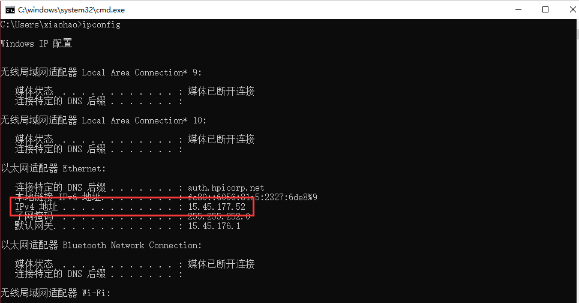 C:\windows\system32\cmd.exe
C:\Users\xiaohao>ipconfig
Windows IP 配置
无线局域网适配器 Local Area Connection* 9:
媒体状态 . . . . . . . . . . . . : 媒体已断开连接
连接特定的 DNS 后缀 . . . . . . . :
无线局域网适配器 Local Area Connection* 10:
媒体状态 . . . . . . . . . . . . : 媒体已断开连接
连接特定的 DNS 后缀 . . . . . . . :
以太网适配器 Ethernet:
连接特定的 DNS 后缀 . . . . . . . : auth.hpicorp.net
本地链接 IPv6 地址. . . . . . . . :
IPv4 地址 . . . . . . . . . . . . : 15.45.177.52
子网掩码 . . . . . . . . . . . . : 255.255.252.0
默认网关. . . . . . . . . . . . . : 15.45.176.1
以太网适配器 Bluetooth Network Connection:
媒体状态 . . . . . . . . . . . . : 媒体已断开连接
连接特定的 DNS 后缀 . . . . . . . :
无线局域网适配器 Wi-Fi: